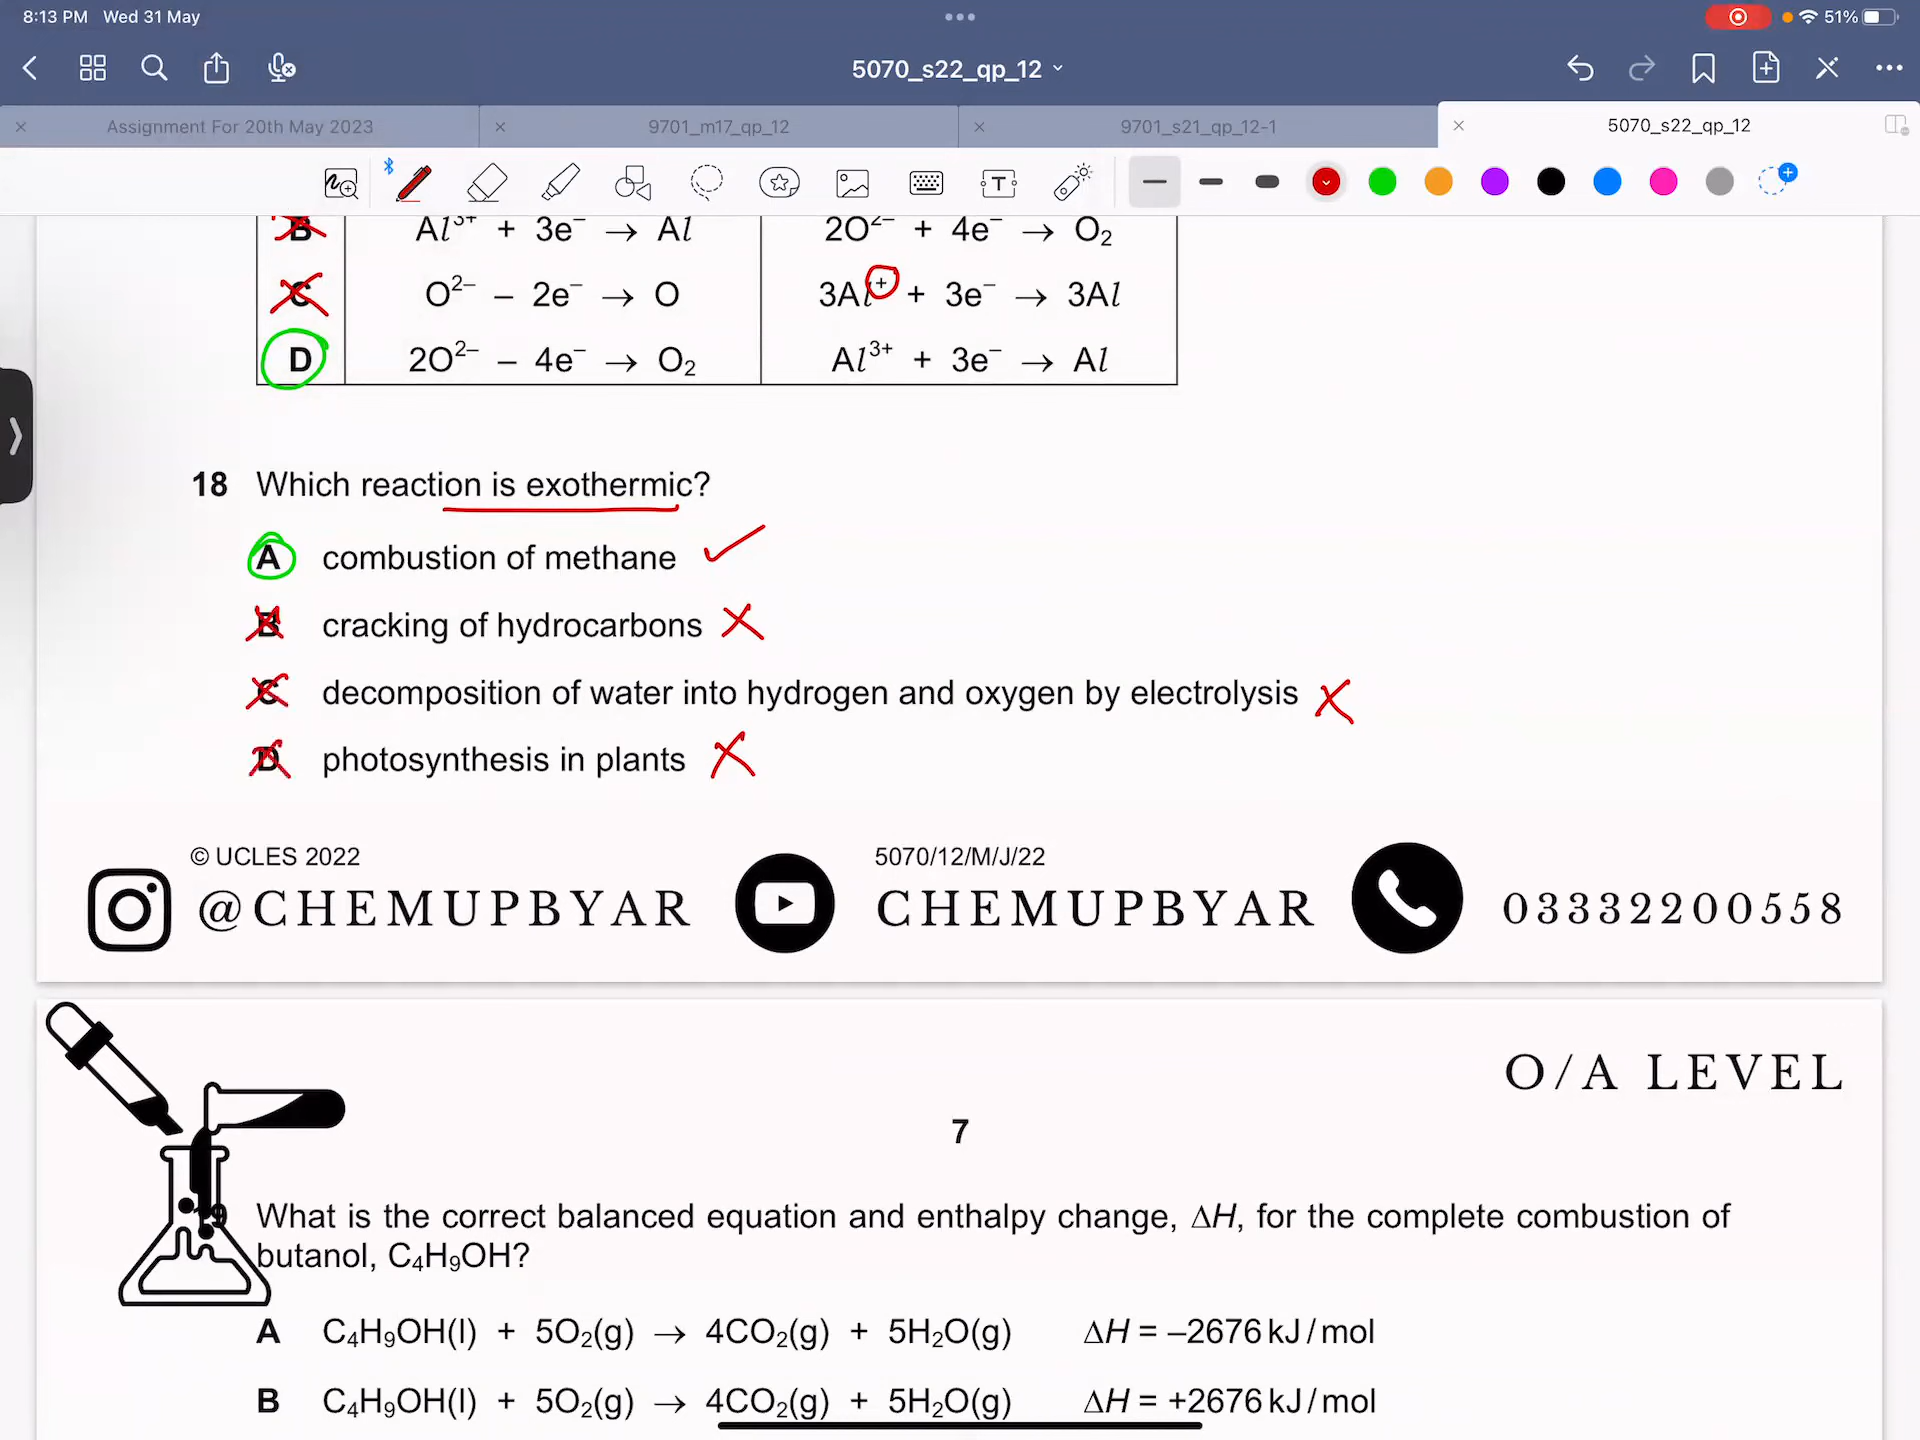 8:13 PM Wed 31 May
51%
5070_s22_qp_12
Assignment For 20th May 2023
9701_m17_qp_12
9701_s21_qp_12-1
5070_s22_qp_12
B Al³⁺ + 3e⁻ → Al 2O²⁻ + 4e⁻ → O₂
C O²⁻ – 2e⁻ → O 3Al⁺ + 3e⁻ → 3Al
D 2O²⁻ – 4e⁻ → O₂ Al³⁺ + 3e⁻ → Al
18 Which reaction is exothermic?
A combustion of methane
B cracking of hydrocarbons
C decomposition of water into hydrogen and oxygen by electrolysis
D photosynthesis in plants
© UCLES 2022
5070/12/M/J/22
@CHEMUPBYAR
CHEMUPBYAR
03332200558
O/A LEVEL
7
9 What is the correct balanced equation and enthalpy change, ΔH, for the complete combustion of
butanol, C₄H₉OH?
A C₄H₉OH(l) + 5O₂(g) → 4CO₂(g) + 5H₂O(g) ΔH = –2676 kJ/mol
B C₄H₉OH(l) + 5O₂(g) → 4CO₂(g) + 5H₂O(g) ΔH = +2676 kJ/mol